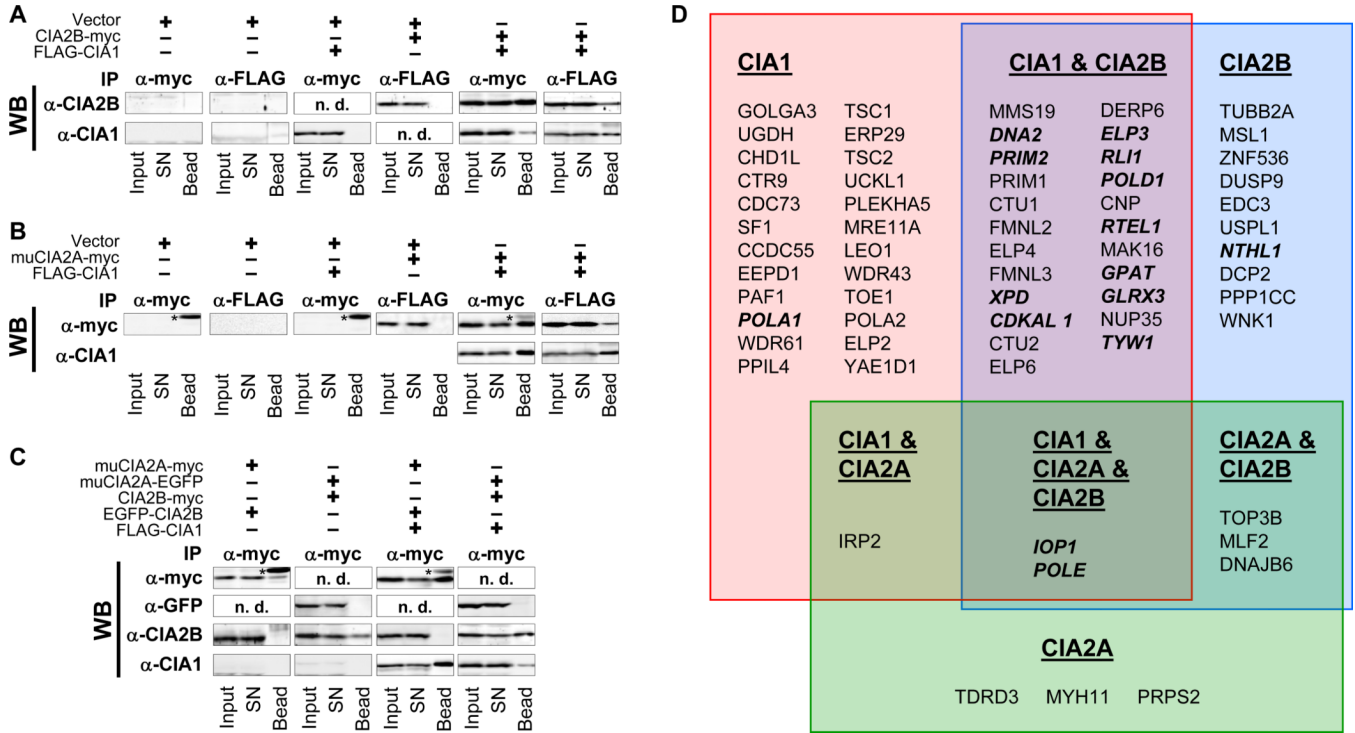 A
Vector + + + + − −
CIA2B-myc − − − + + +
FLAG-CIA1 − − + − + +
IP α-myc α-FLAG α-myc α-FLAG α-myc α-FLAG
WB
α-CIA2B n. d.
α-CIA1 n. d.
Input SN Bead Input SN Bead Input SN Bead Input SN Bead Input SN Bead Input SN Bead
B
Vector + + + + − −
muCIA2A-myc − − − + + +
FLAG-CIA1 − − + − + +
IP α-myc α-FLAG α-myc α-FLAG α-myc α-FLAG
WB
α-myc * * *
α-CIA1
Input SN Bead Input SN Bead Input SN Bead Input SN Bead Input SN Bead Input SN Bead
C
muCIA2A-myc + − + −
muCIA2A-EGFP − + − +
CIA2B-myc − + − +
EGFP-CIA2B + − + −
FLAG-CIA1 − − + +
IP α-myc α-myc α-myc α-myc
WB
α-myc * n. d. * n. d.
α-GFP n. d. n. d.
α-CIA2B
α-CIA1
Input SN Bead Input SN Bead Input SN Bead Input SN Bead
D
CIA1
GOLGA3 TSC1
UGDH ERP29
CHD1L TSC2
CTR9 UCKL1
CDC73 PLEKHA5
SF1 MRE11A
CCDC55 LEO1
EEPD1 WDR43
PAF1 TOE1
POLA1 POLA2
WDR61 ELP2
PPIL4 YAE1D1
CIA1 & CIA2B
MMS19 DERP6
DNA2 ELP3
PRIM2 RLI1
PRIM1 POLD1
CTU1 CNP
FMNL2 RTEL1
ELP4 MAK16
FMNL3 GPAT
XPD GLRX3
CDKAL 1 NUP35
CTU2 TYW1
ELP6
CIA2B
TUBB2A
MSL1
ZNF536
DUSP9
EDC3
USPL1
NTHL1
DCP2
PPP1CC
WNK1
CIA1 &
CIA2A
IRP2
CIA1 &
CIA2A &
CIA2B
IOP1
POLE
CIA2A &
CIA2B
TOP3B
MLF2
DNAJB6
CIA2A
TDRD3 MYH11 PRPS2